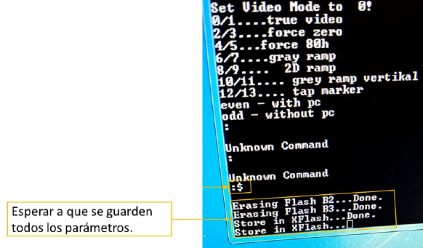 Set Video Mode to  0!
0/1....true video
2/3....force zero
4/5...force 80h
6/7....gray ramp
8/9....  2D ramp
10/11.... grey ramp vertikal
12/13.... tap marker
even - with pc
odd - without pc
:
Unknown Command
:
Unknown Command
:$
Erasing Flash B2...Done.
Erasing Flash B3...Done.
Store in XFlash...Done.
Store in XFlash...
Esperar a que se guarden
todos los parámetros.